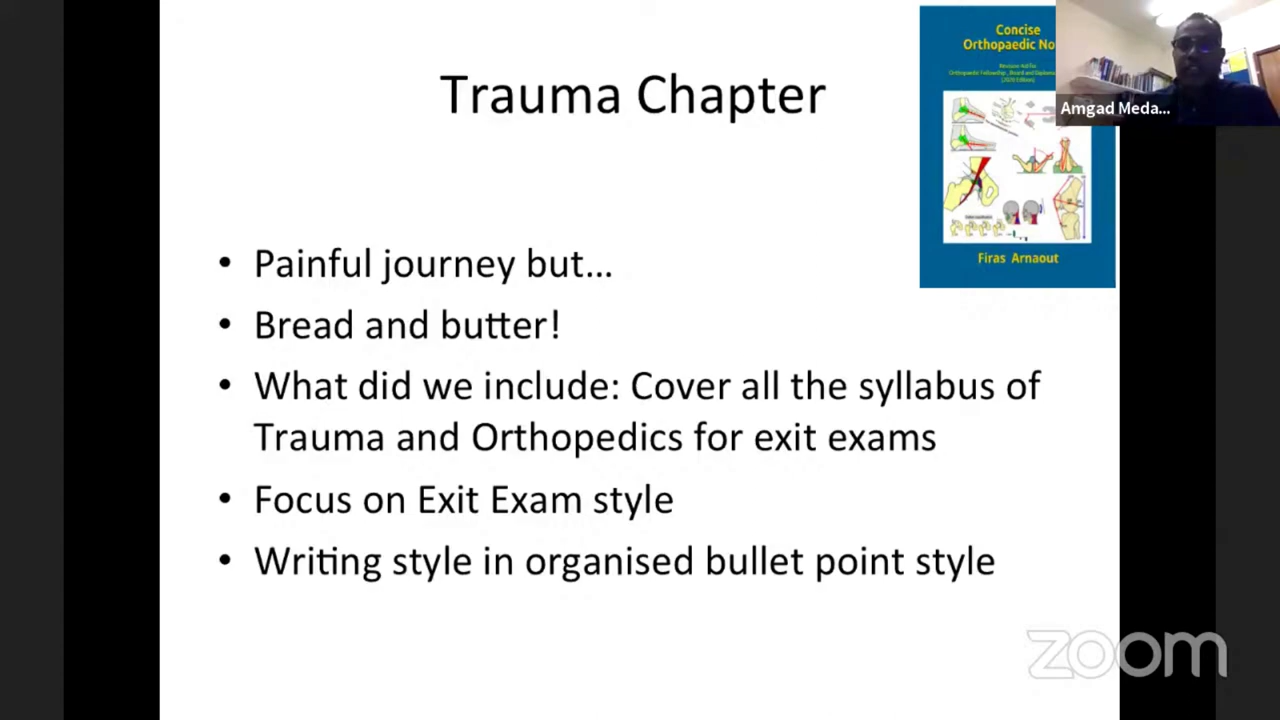 Trauma Chapter
Concise
Orthopaedic No
Firas Arnaout
Amgad Meda...
• Painful journey but...
• Bread and butter!
• What did we include: Cover all the syllabus of
Trauma and Orthopedics for exit exams
• Focus on Exit Exam style
• Writing style in organised bullet point style
zoom